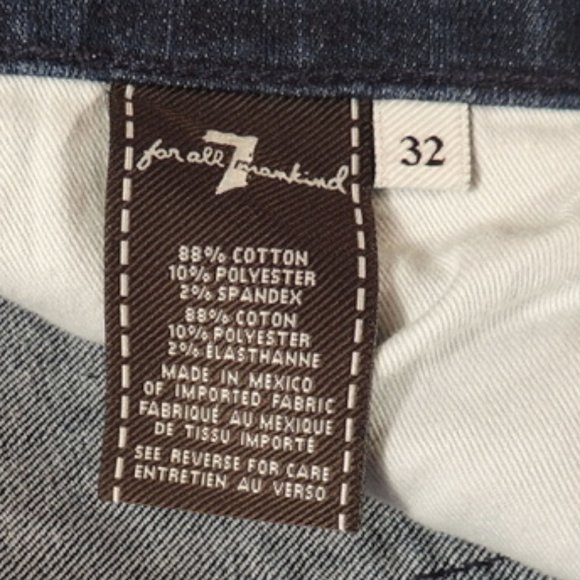 for all 7 mankind
32
88% COTTON
10% POLYESTER
2% SPANDEX
88% COTON
10% POLYESTER
2% ÉLASTHANNE
MADE IN MEXICO
OF IMPORTED FABRIC
FABRIQUÉ AU MEXIQUE
DE TISSU IMPORTÉ
SEE REVERSE FOR CARE
ENTRETIEN AU VERSO